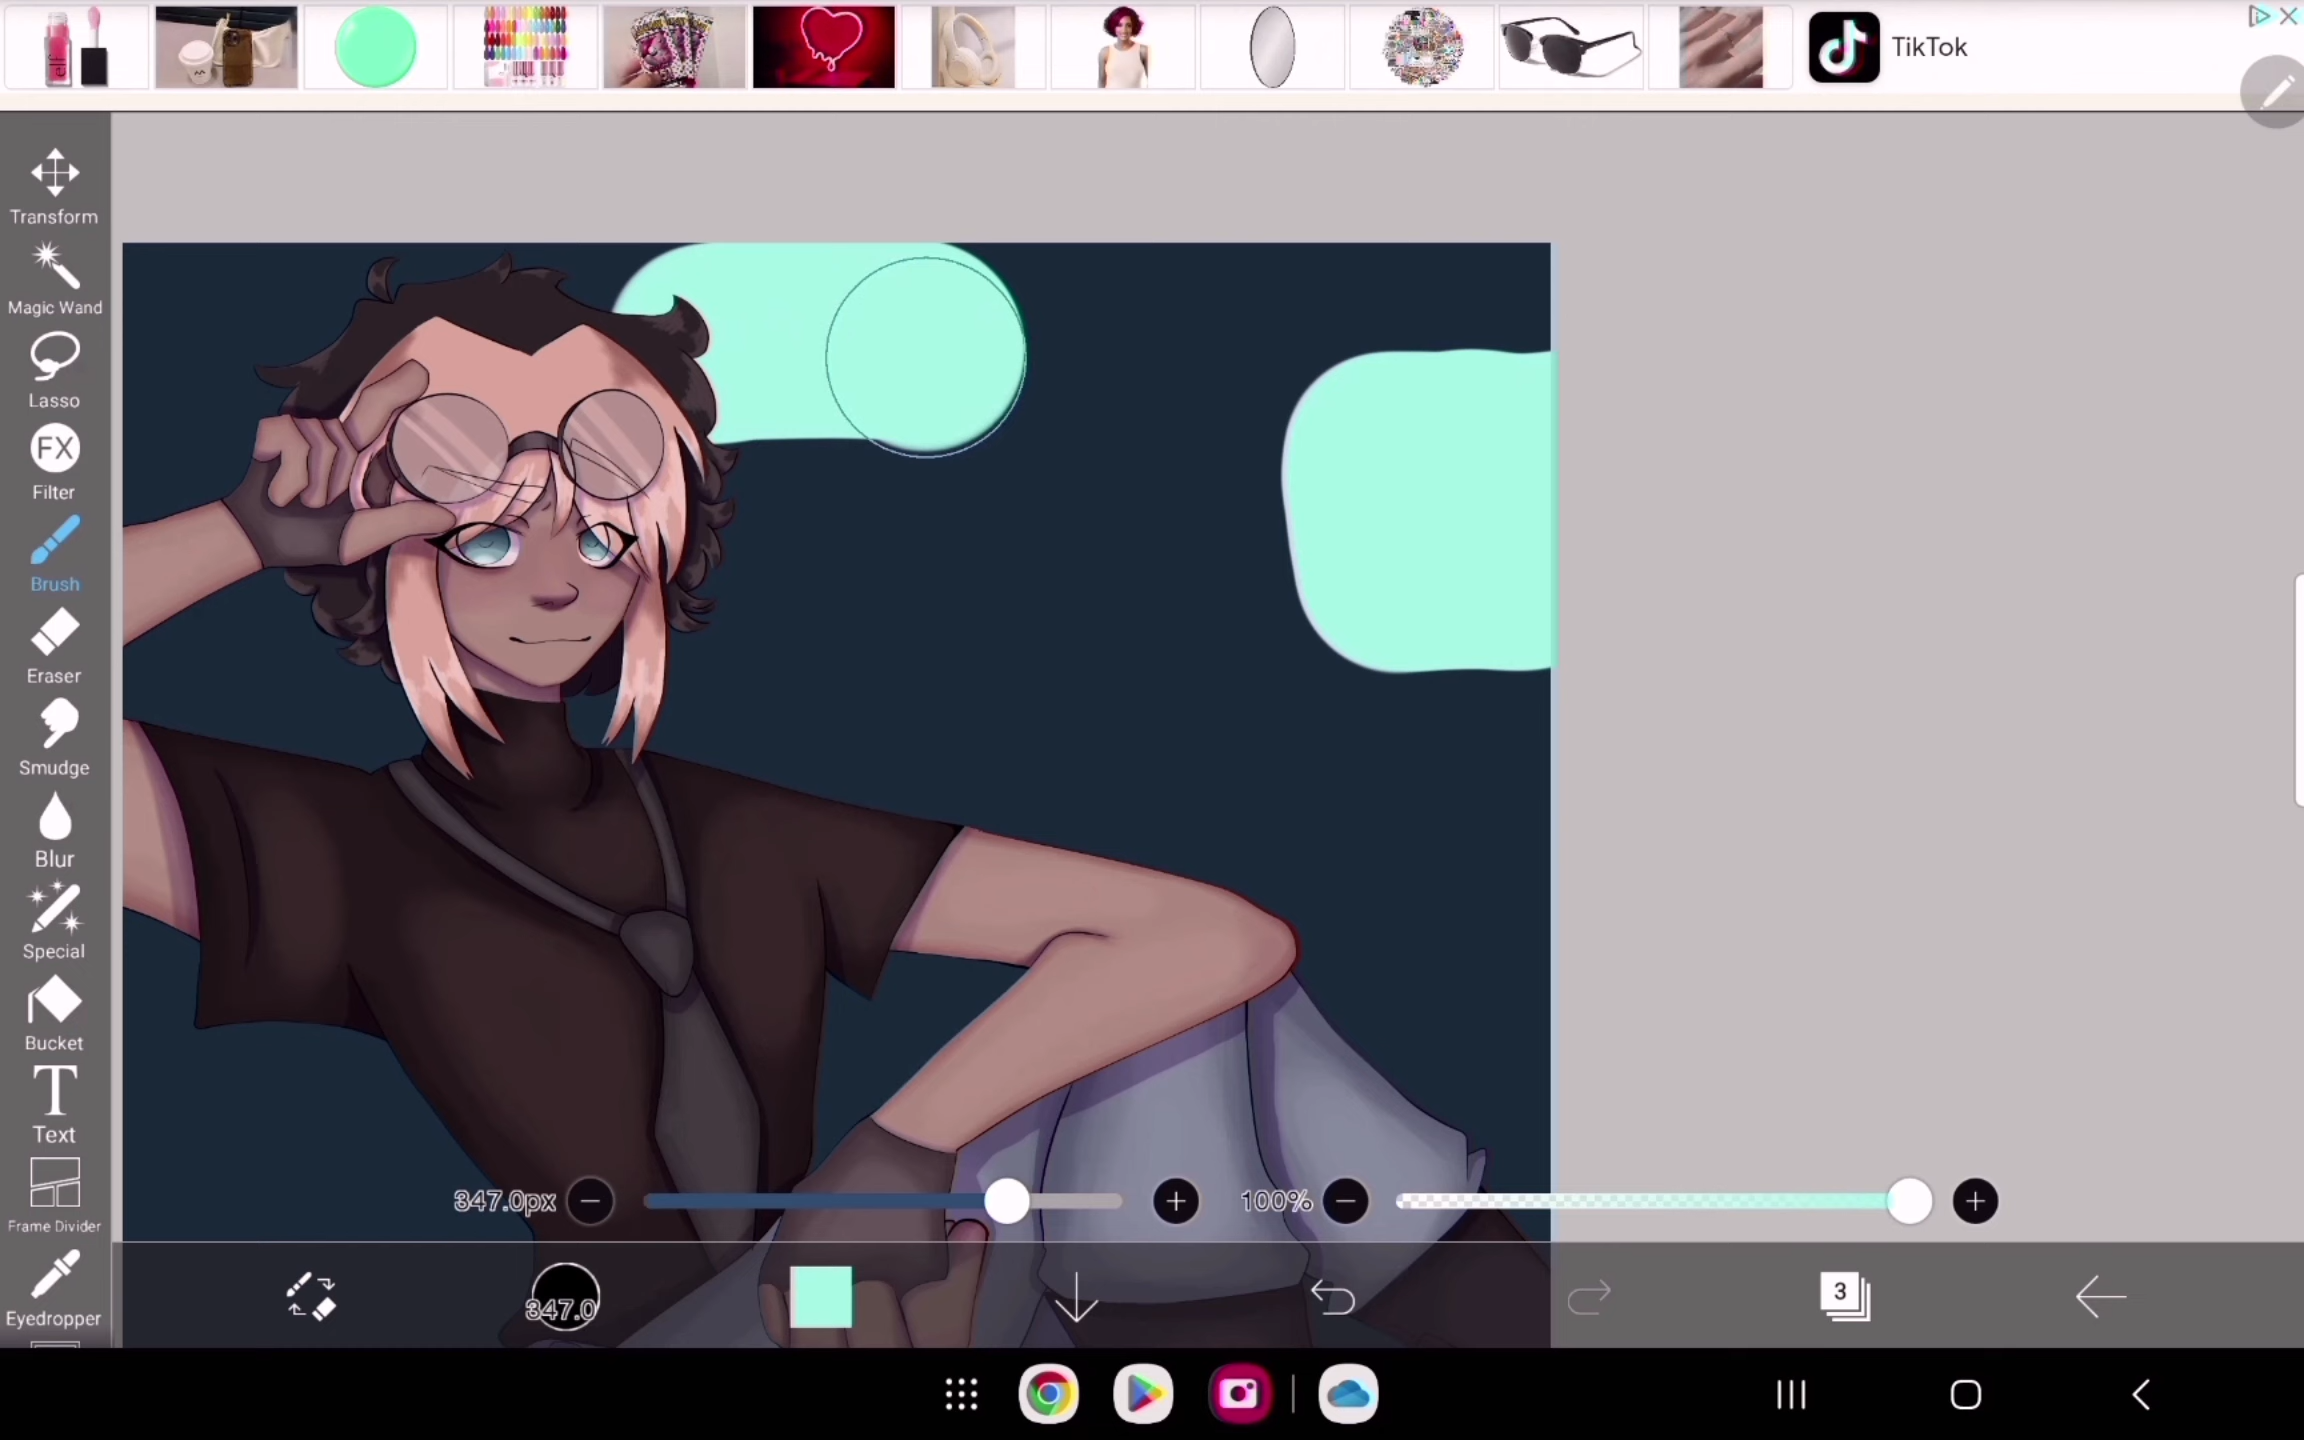 elf
TikTok
Transform
Magic Wand
Lasso
FX
Filter
Brush
Eraser
Smudge
Blur
Special
Bucket
T
Text
Frame Divider
Eyedropper
347.0px
100%
347.0
3